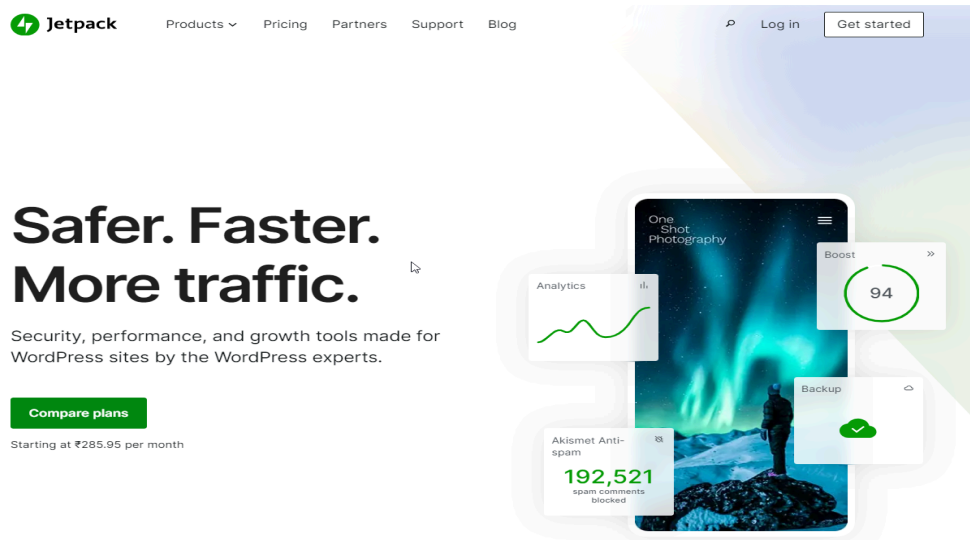 Jetpack
Products
Pricing
Partners
Support
Blog
Log in
Get started
Safer. Faster.
More traffic.
Security, performance, and growth tools made for
WordPress sites by the WordPress experts.
Compare plans
Starting at ₹285.95 per month
One
Shot
Photography
Boost
94
Analytics
Backup
Akismet Anti-
spam
192,521
spam comments
blocked